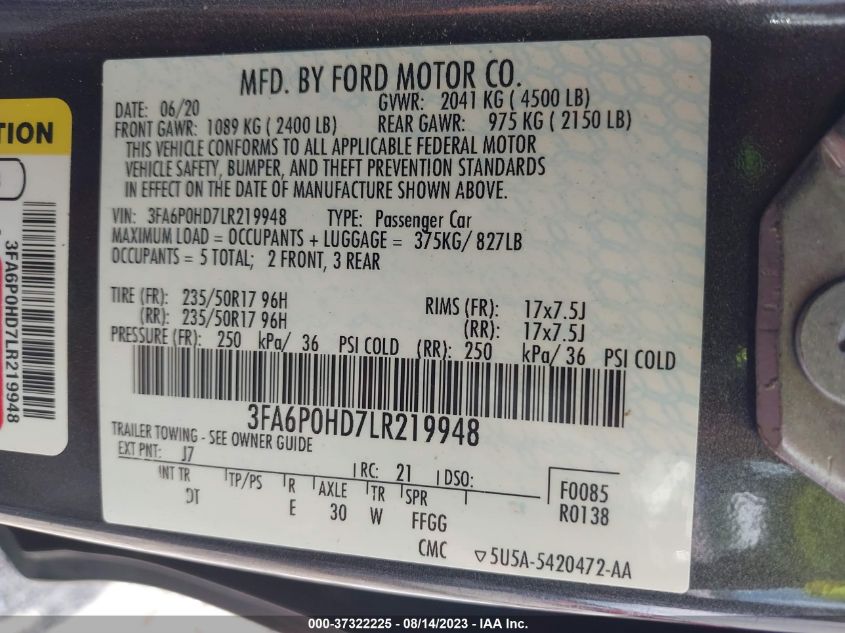 MFD. BY FORD MOTOR CO.
DATE: 06/20 GVWR: 2041 KG ( 4500 LB)
FRONT GAWR: 1089 KG ( 2400 LB) REAR GAWR: 975 KG ( 2150 LB)
THIS VEHICLE CONFORMS TO ALL APPLICABLE FEDERAL MOTOR
VEHICLE SAFETY, BUMPER, AND THEFT PREVENTION STANDARDS
IN EFFECT ON THE DATE OF MANUFACTURE SHOWN ABOVE.
VIN: 3FA6P0HD7LR219948 TYPE: Passenger Car
MAXIMUM LOAD = OCCUPANTS + LUGGAGE = 375KG/ 827LB
OCCUPANTS = 5 TOTAL; 2 FRONT, 3 REAR
TIRE (FR): 235/50R17 96H RIMS (FR): 17x7.5J
(RR): 235/50R17 96H (RR): 17x7.5J
PRESSURE (FR): 250 kPa/ 36 PSI COLD (RR): 250 kPa/ 36 PSI COLD
3FA6P0HD7LR219948
TRAILER TOWING - SEE OWNER GUIDE
EXT PNT: J7 RC: 21 DSO:
INT TR TP/PS R AXLE TR SPR F0085
DT E 30 W FFGG R0138
CMC ▽5U5A-5420472-AA
TION
3FA6P0HD7LR219948
000-37322225 - 08/14/2023 - IAA Inc.